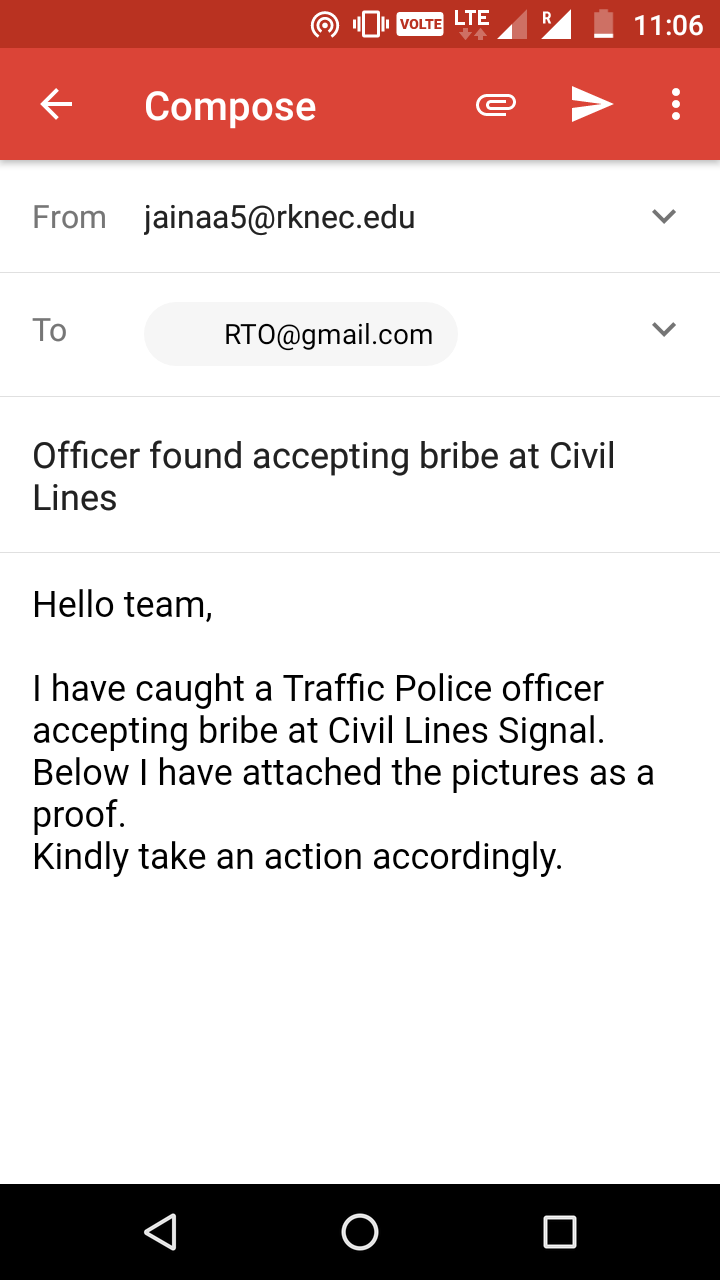 VOLTE LTE R 11:06
Compose
From jainaa5@rknec.edu
To RTO@gmail.com
Officer found accepting bribe at Civil
Lines
Hello team,
I have caught a Traffic Police officer
accepting bribe at Civil Lines Signal.
Below I have attached the pictures as a
proof.
Kindly take an action accordingly.